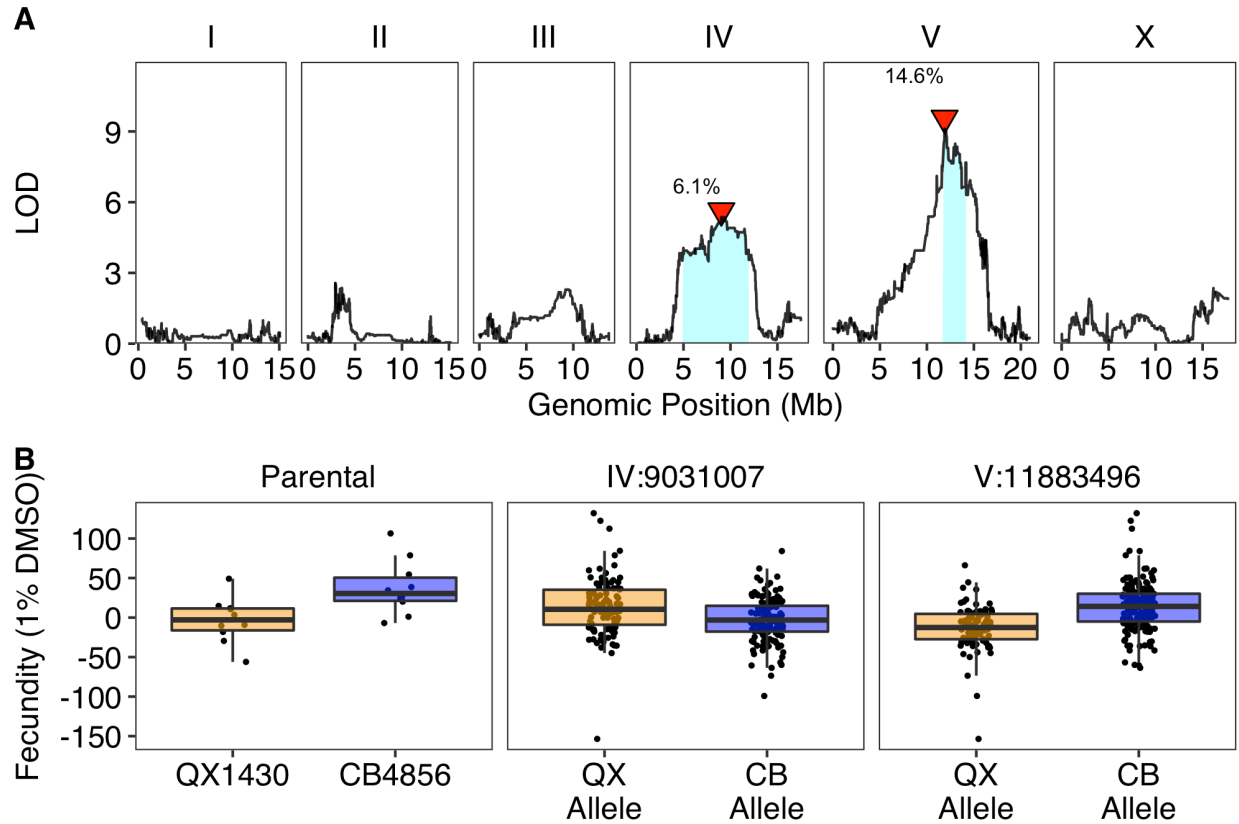 A
I II III IV V X
14.6%
6.1%
LOD
9
6
3
0
0 5 10 15 0 5 10 15 0 5 10 0 5 10 15 0 5 10 15 20 0 5 10 15
Genomic Position (Mb)
B
Parental IV:9031007 V:11883496
Fecundity (1% DMSO)
100
50
0
-50
-100
-150
QX1430 CB4856 QX CB QX CB
Allele Allele Allele Allele